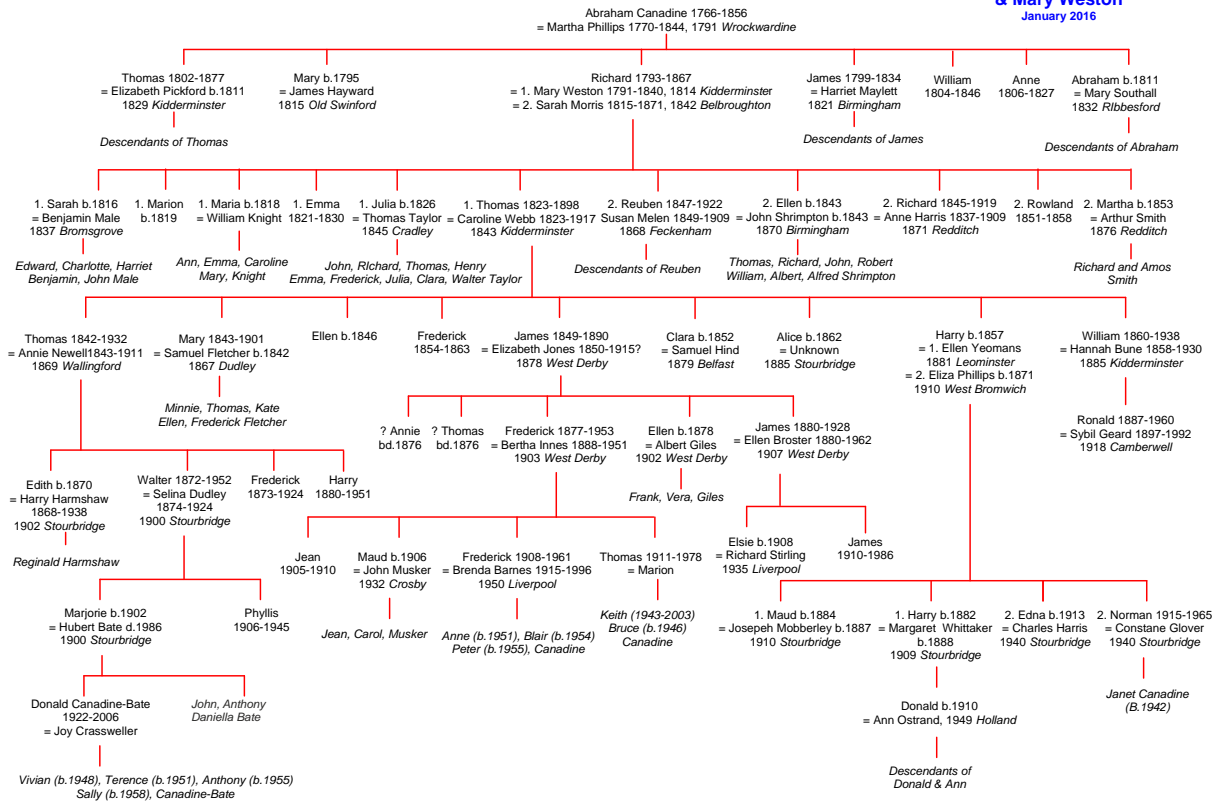 & Mary Weston
January 2016
Abraham Canadine 1766-1856
= Martha Phillips 1770-1844, 1791 Wrockwardine
Thomas 1802-1877
= Elizabeth Pickford b.1811
1829 Kidderminster
Descendants of Thomas
Mary b.1795
= James Hayward
1815 Old Swinford
Richard 1793-1867
= 1. Mary Weston 1791-1840, 1814 Kidderminster
= 2. Sarah Morris 1815-1871, 1842 Belbroughton
James 1799-1834
= Harriet Maylett
1821 Birmingham
Descendants of James
William
1804-1846
Anne
1806-1827
Abraham b.1811
= Mary Southall
1832 RIbbesford
Descendants of Abraham
1. Sarah b.1816
= Benjamin Male
1837 Bromsgrove
Edward, Charlotte, Harriet
Benjamin, John Male
1. Marion
b.1819
1. Maria b.1818
= William Knight
Ann, Emma, Caroline
Mary, Knight
1. Emma
1821-1830
1. Julia b.1826
= Thomas Taylor
1845 Cradley
John, RIchard, Thomas, Henry
Emma, Frederick, Julia, Clara, Walter Taylor
1. Thomas 1823-1898
= Caroline Webb 1823-1917
1843 Kidderminster
2. Reuben 1847-1922
Susan Melen 1849-1909
1868 Feckenham
Descendants of Reuben
2. Ellen b.1843
= John Shrimpton b.1843
1870 Birmingham
Thomas, Richard, John, Robert
William, Albert, Alfred Shrimpton
2. Richard 1845-1919
= Anne Harris 1837-1909
1871 Redditch
2. Rowland
1851-1858
2. Martha b.1853
= Arthur Smith
1876 Redditch
Richard and Amos
Smith
Thomas 1842-1932
= Annie Newell1843-1911
1869 Wallingford
Mary 1843-1901
= Samuel Fletcher b.1842
1867 Dudley
Minnie, Thomas, Kate
Ellen, Frederick Fletcher
Ellen b.1846
Frederick
1854-1863
James 1849-1890
= Elizabeth Jones 1850-1915?
1878 West Derby
Clara b.1852
= Samuel Hind
1879 Belfast
Alice b.1862
= Unknown
1885 Stourbridge
Harry b.1857
= 1. Ellen Yeomans
1881 Leominster
= 2. Eliza Phillips b.1871
1910 West Bromwich
William 1860-1938
= Hannah Bune 1858-1930
1885 Kidderminster
Ronald 1887-1960
= Sybil Geard 1897-1992
1918 Camberwell
? Annie
bd.1876
? Thomas
bd.1876
Frederick 1877-1953
= Bertha Innes 1888-1951
1903 West Derby
Ellen b.1878
= Albert Giles
1902 West Derby
Frank, Vera, Giles
James 1880-1928
= Ellen Broster 1880-1962
1907 West Derby
Edith b.1870
= Harry Harmshaw
1868-1938
1902 Stourbridge
Reginald Harmshaw
Walter 1872-1952
= Selina Dudley
1874-1924
1900 Stourbridge
Frederick
1873-1924
Harry
1880-1951
Jean
1905-1910
Maud b.1906
= John Musker
1932 Crosby
Jean, Carol, Musker
Frederick 1908-1961
= Brenda Barnes 1915-1996
1950 Liverpool
Anne (b.1951), Blair (b.1954)
Peter (b.1955), Canadine
Thomas 1911-1978
= Marion
Keith (1943-2003)
Bruce (b.1946)
Canadine
Elsie b.1908
= Richard Stirling
1935 Liverpool
James
1910-1986
Marjorie b.1902
= Hubert Bate d.1986
1900 Stourbridge
Phyllis
1906-1945
1. Maud b.1884
= Josepeh Mobberley b.1887
1910 Stourbridge
1. Harry b.1882
= Margaret Whittaker
b.1888
1909 Stourbridge
2. Edna b.1913
= Charles Harris
1940 Stourbridge
2. Norman 1915-1965
= Constane Glover
1940 Stourbridge
Janet Canadine
(B.1942)
Donald Canadine-Bate
1922-2006
= Joy Crassweller
John, Anthony
Daniella Bate
Donald b.1910
= Ann Ostrand, 1949 Holland
Descendants of
Donald & Ann
Vivian (b.1948), Terence (b.1951), Anthony (b.1955)
Sally (b.1958), Canadine-Bate